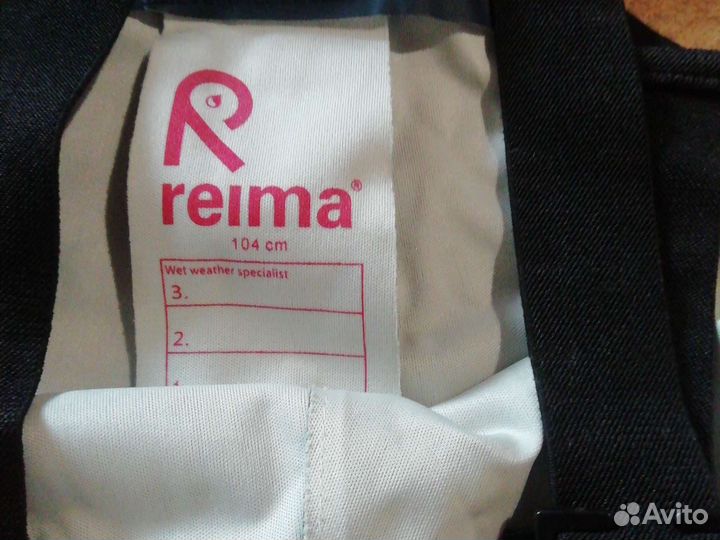 reima®
104 cm
Wet weather specialist
3.
2.
Avito